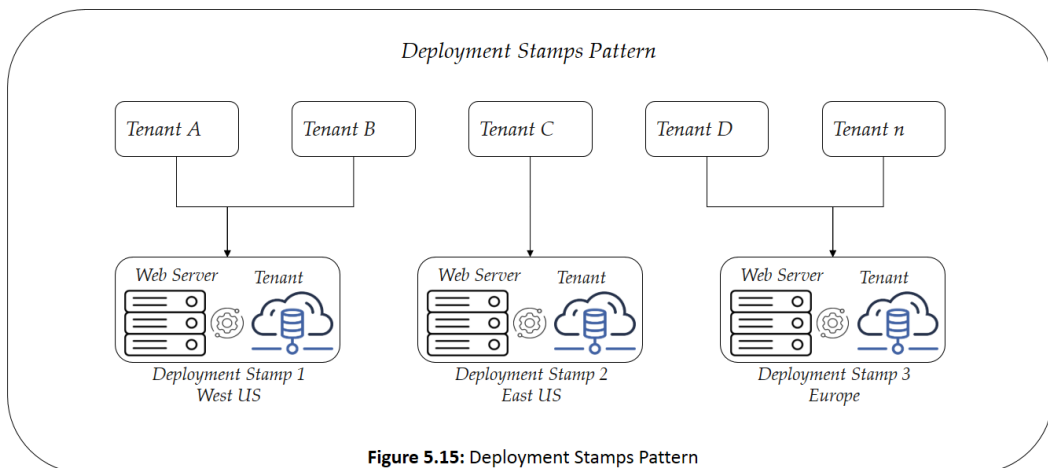 Deployment Stamps Pattern
Tenant A
Tenant B
Tenant C
Tenant D
Tenant n
Web Server
Tenant
Deployment Stamp 1
West US
Web Server
Tenant
Deployment Stamp 2
East US
Web Server
Tenant
Deployment Stamp 3
Europe
Figure 5.15: Deployment Stamps Pattern